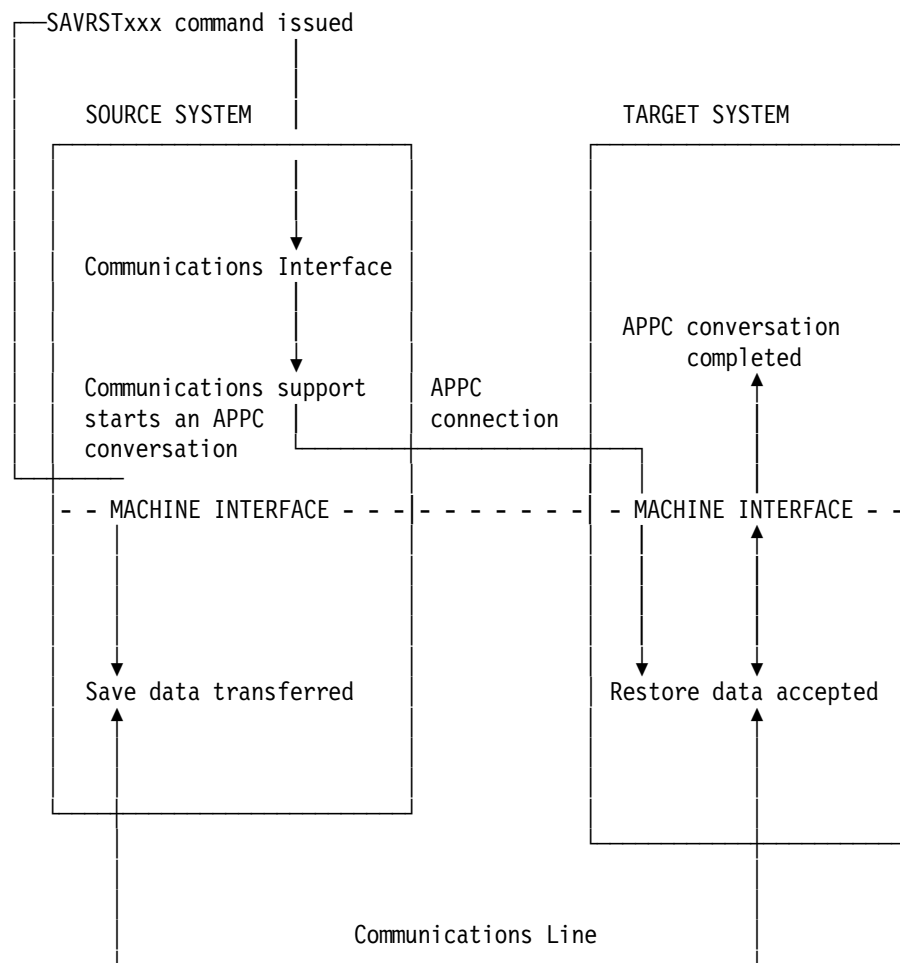 SAVRSTxxx command issued
SOURCE SYSTEM
TARGET SYSTEM
Communications Interface
APPC conversation
completed
Communications support
starts an APPC
conversation
APPC
connection
- - MACHINE INTERFACE - - - - - - - - - - - - MACHINE INTERFACE - -
Save data transferred
Restore data accepted
Communications Line